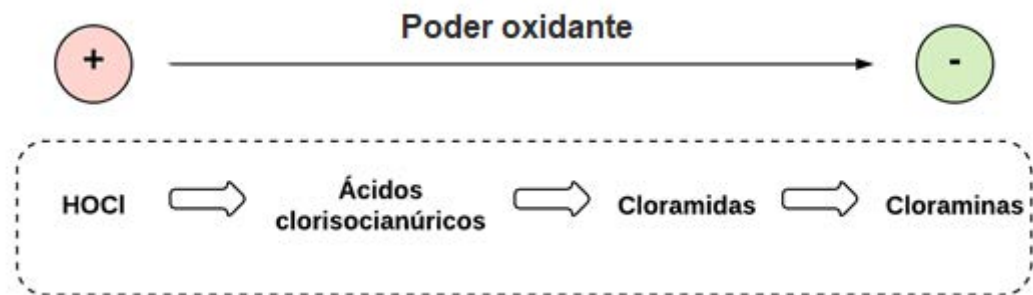 Poder oxidante
+
-
HOCl
Ácidos
clorisocianúricos
Cloramidas
Cloraminas